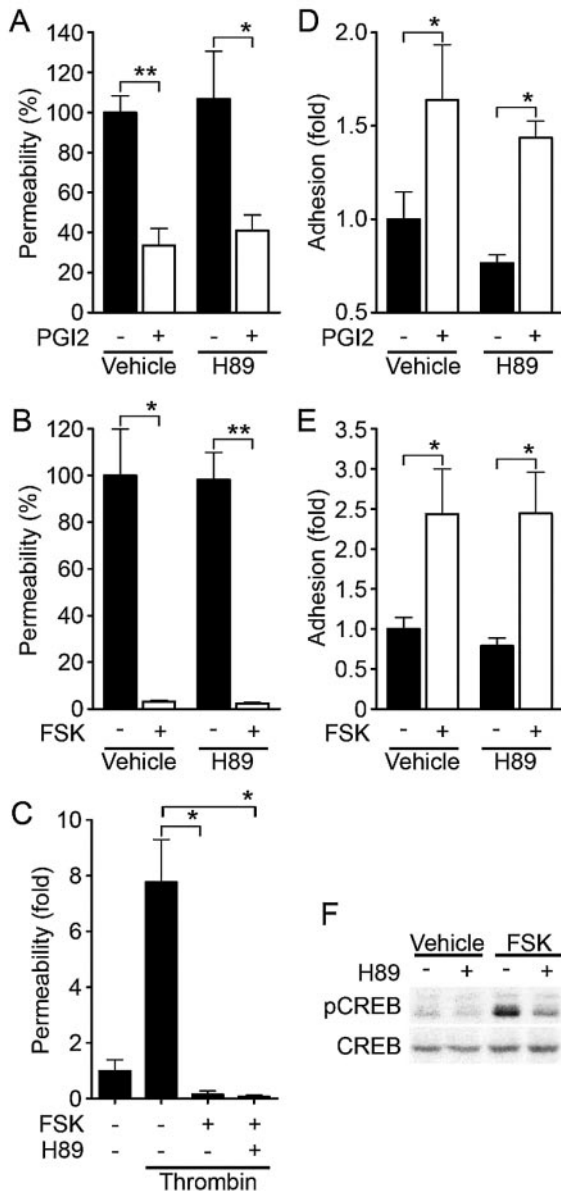 A
Permeability (%)
140
120
100
80
60
40
20
0
**
*
PGI2 - + - +
Vehicle H89
D
Adhesion (fold)
2.0
1.5
1.0
0.5
*
*
PGI2 - + - +
Vehicle H89
B
Permeability (%)
120
100
80
60
40
20
0
*
**
FSK - + - +
Vehicle H89
E
Adhesion (fold)
3.5
3.0
2.5
2.0
1.5
1.0
0.5
0
*
*
FSK - + - +
Vehicle H89
C
Permeability (fold)
10
8
6
4
2
0
*
*
FSK - - + +
H89 - - - +
Thrombin
F
Vehicle FSK
H89 - + - +
pCREB
CREB